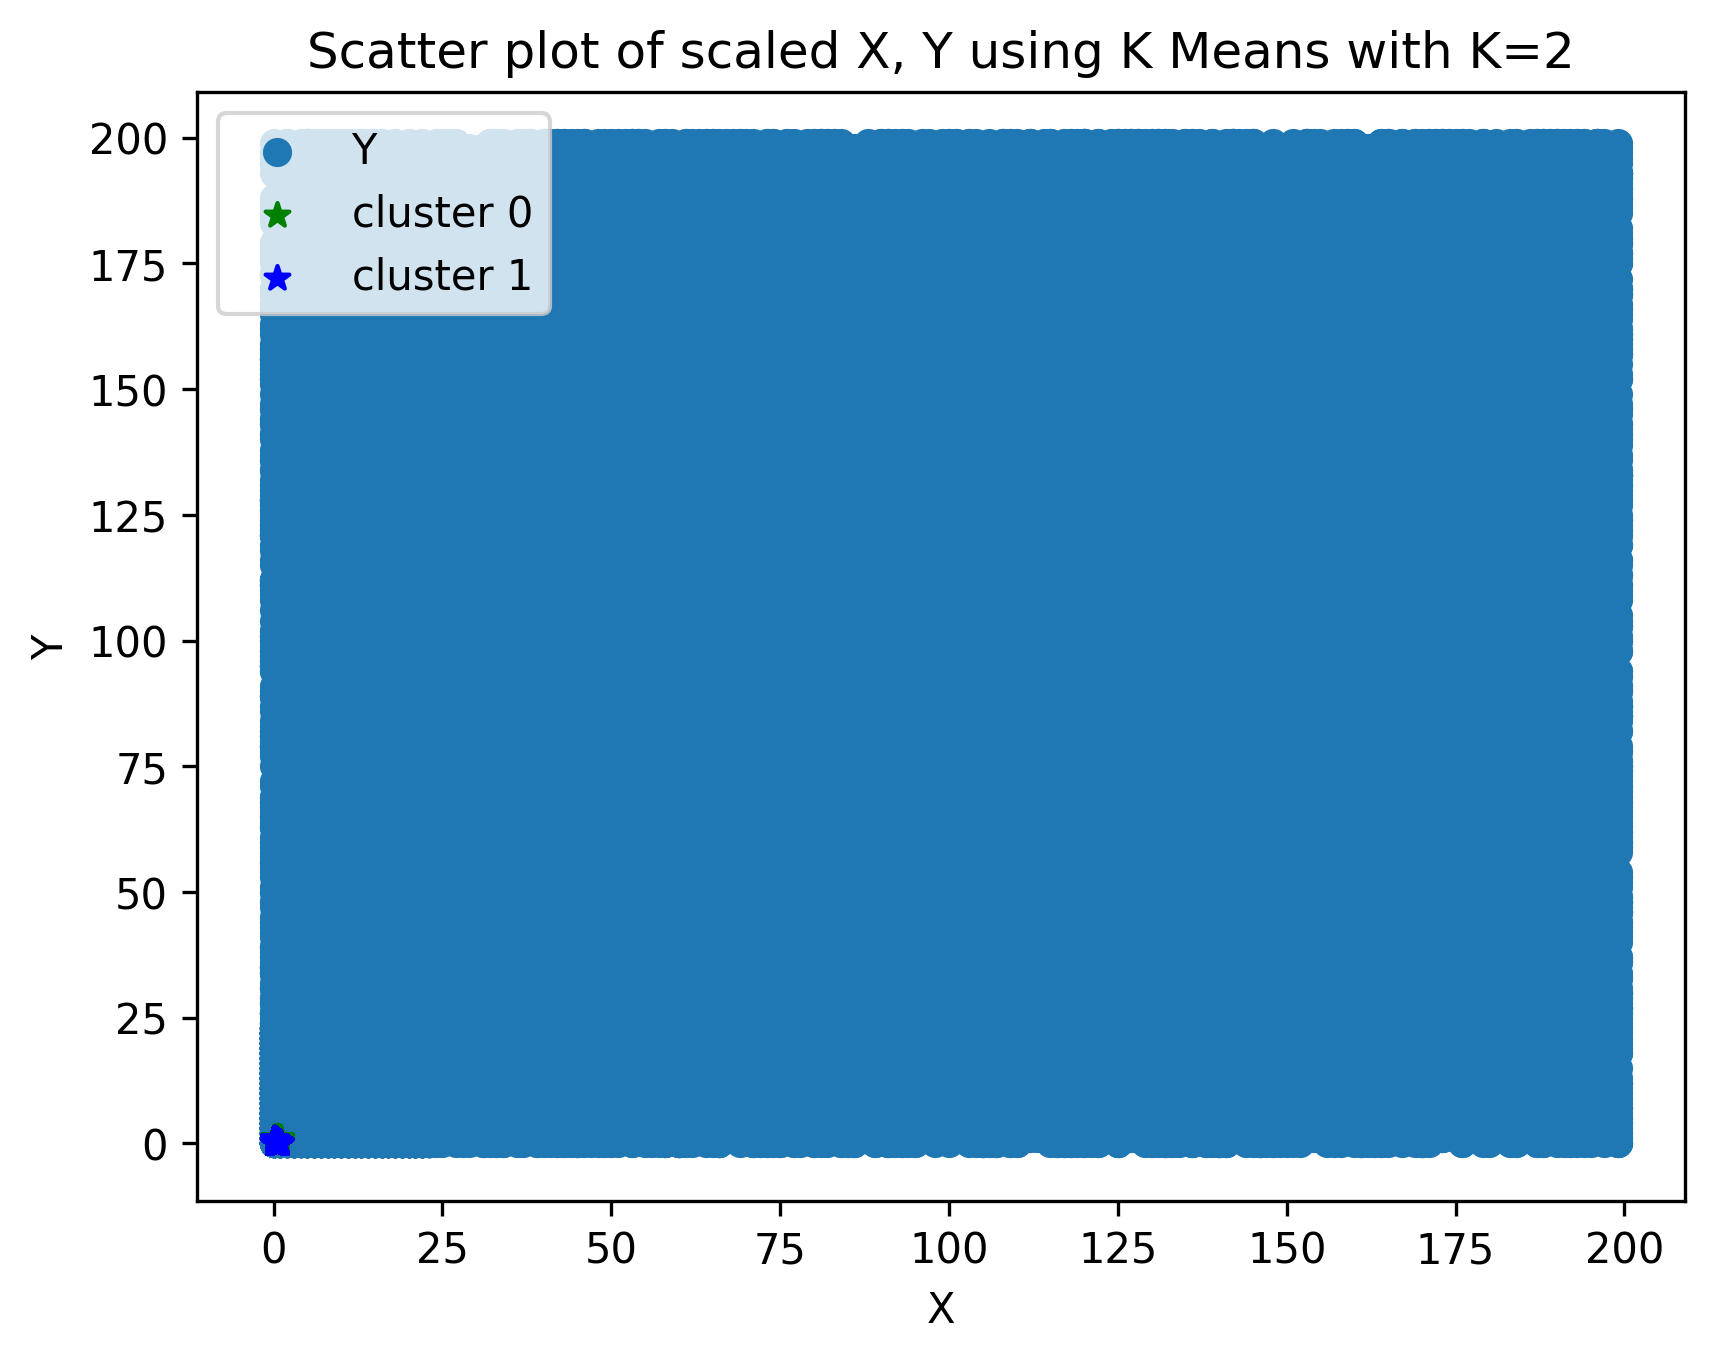 Scatter plot of scaled X, Y using K Means with K=2
Y
cluster 0
cluster 1
200
175
150
125
100
75
50
25
0
Y
0 25 50 75 100 125 150 175 200
X